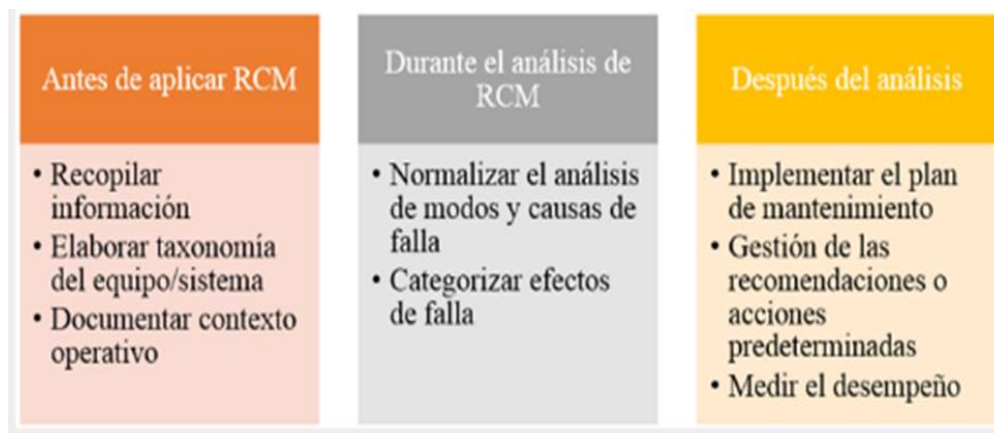 Antes de aplicar RCM
• Recopilar
información
• Elaborar taxonomía
del equipo/sistema
• Documentar contexto
operativo
Durante el análisis de
RCM
• Normalizar el análisis
de modos y causas de
falla
• Categorizar efectos
de falla
Después del análisis
• Implementar el plan
de mantenimiento
• Gestión de las
recomendaciones o
acciones
predeterminadas
• Medir el desempeño